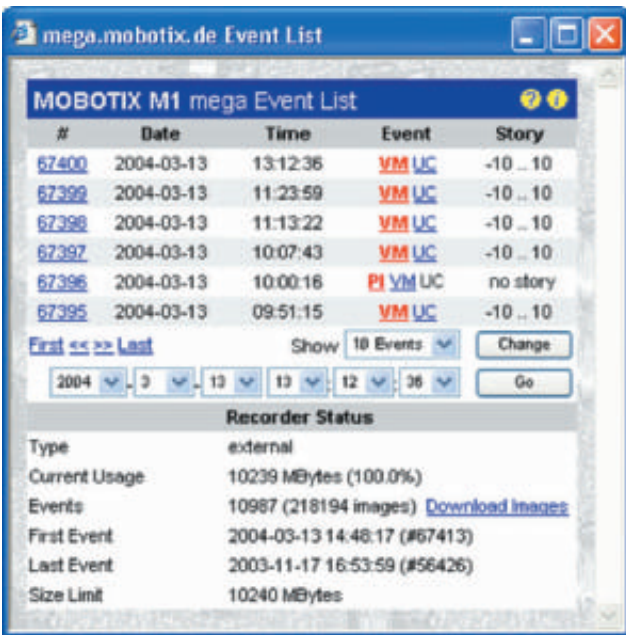 mega.mobotix.de Event List
MOBOTIX M1 mega Event List ? i
# Date Time Event Story
67400 2004-03-13 13:12:36 VM UC -10 .. 10
67399 2004-03-13 11:23:59 VM UC -10 .. 10
67398 2004-03-13 11:13:22 VM UC -10 .. 10
67397 2004-03-13 10:07:43 VM UC -10 .. 10
67396 2004-03-13 10:00:16 PI VM UC no story
67395 2004-03-13 09:51:15 VM UC -10 .. 10
First << >> Last Show 10 Events Change
2004 - 3 - 13 13 : 12 : 36 Go
Recorder Status
Type external
Current Usage 10239 MBytes (100.0%)
Events 10987 (218194 images) Download Images
First Event 2004-03-13 14:48:17 (#67413)
Last Event 2003-11-17 16:53:59 (#56426)
Size Limit 10240 MBytes